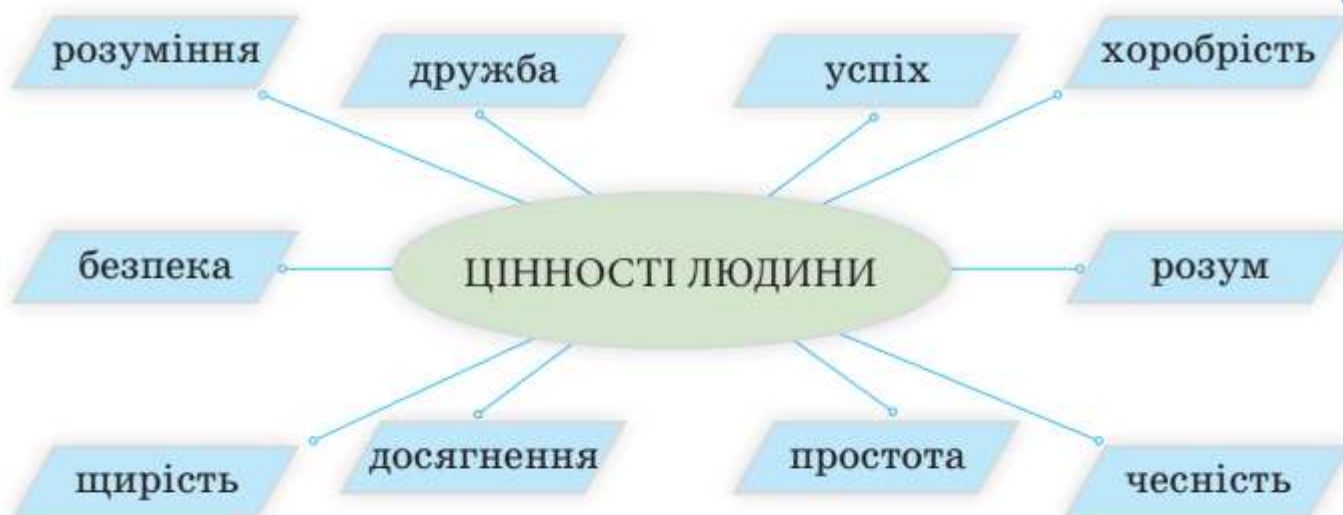 розуміння
дружба
успіх
хоробрість
безпека
ЦІННОСТІ ЛЮДИНИ
розум
щирість
досягнення
простота
чесність